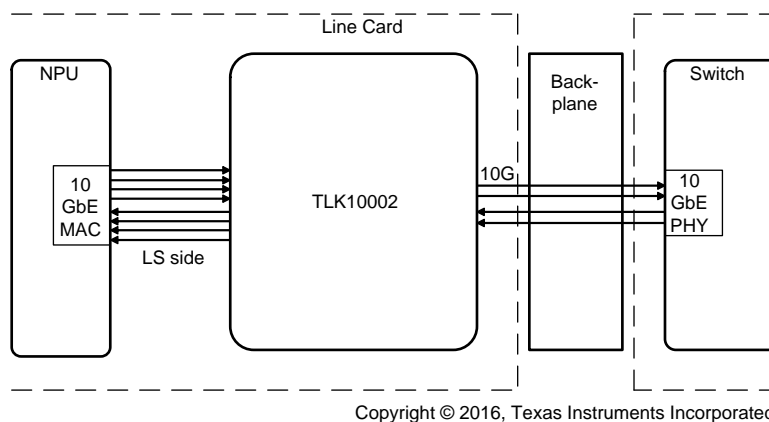 Line Card
NPU
Back-
plane
Switch
10
GbE
MAC
TLK10002
10G
10
GbE
PHY
LS side
Copyright © 2016, Texas Instruments Incorporated